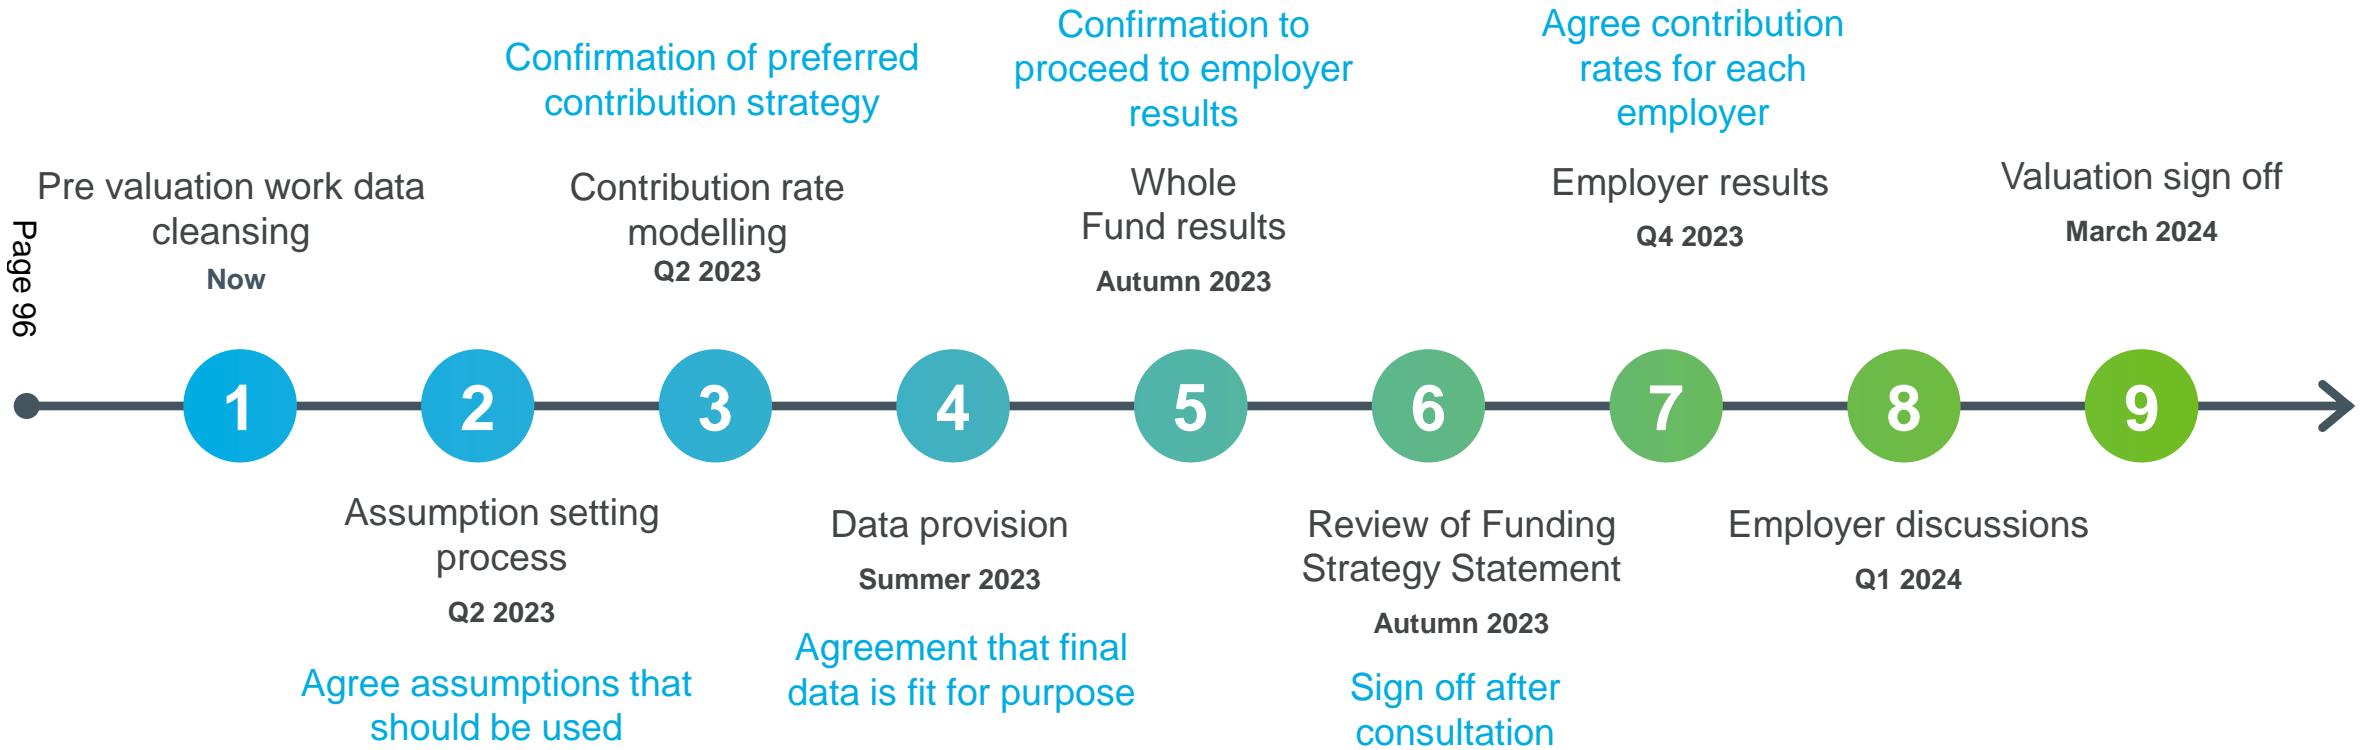 Page 96
Pre valuation work data
cleansing
Now
Confirmation of preferred
contribution strategy
Contribution rate
modelling
Q2 2023
Confirmation to
proceed to employer
results
Whole
Fund results
Autumn 2023
Agree contribution
rates for each
employer
Employer results
Q4 2023
Valuation sign off
March 2024
1
2
3
4
5
6
7
8
9
Assumption setting
process
Q2 2023
Agree assumptions that
should be used
Data provision
Summer 2023
Agreement that final
data is fit for purpose
Review of Funding
Strategy Statement
Autumn 2023
Sign off after
consultation
Employer discussions
Q1 2024